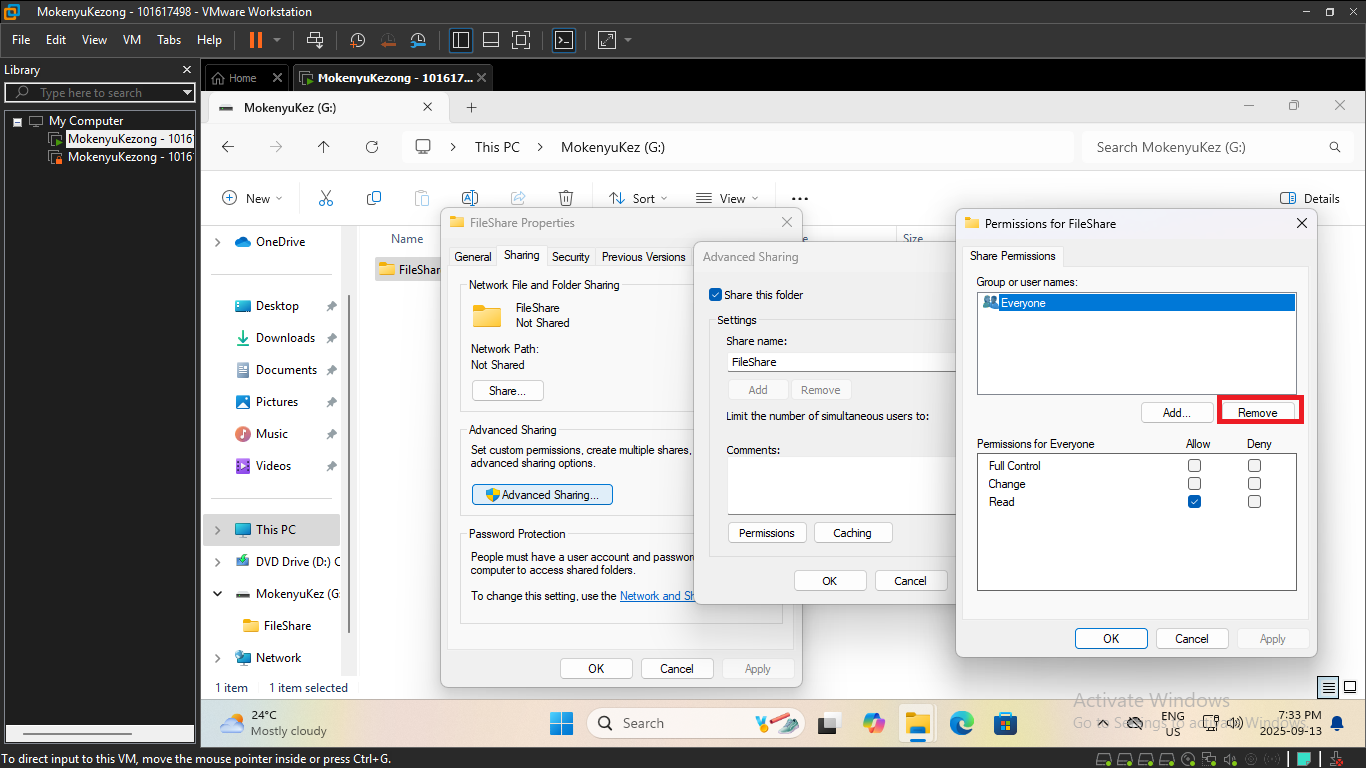 MokenyuKezong - 101617498 - VMware Workstation
File Edit View VM Tabs Help
Library
Type here to search
My Computer
MokenyuKezong - 1016
MokenyuKezong - 1016
Home
MokenyuKezong - 101617...
MokenyuKez (G:)
This PC
MokenyuKez (G:)
Search MokenyuKez (G:)
New
Sort
View
Details
OneDrive
Desktop
Downloads
Documents
Pictures
Music
Videos
This PC
DVD Drive (D:) C
MokenyuKez (G:
FileShare
Network
1 item
1 item selected
Name
Size
FileShar
FileShare Properties
General Sharing Security Previous Versions
Network File and Folder Sharing
FileShare
Not Shared
Network Path:
Not Shared
Share...
Advanced Sharing
Set custom permissions, create multiple shares,
advanced sharing options.
Advanced Sharing...
Password Protection
People must have a user account and passwor
computer to access shared folders.
To change this setting, use the Network and Sh
OK Cancel Apply
Advanced Sharing
Share this folder
Settings
Share name:
FileShare
Add Remove
Limit the number of simultaneous users to:
Comments:
Permissions Caching
OK Cancel
Permissions for FileShare
Share Permissions
Group or user names:
Everyone
Add... Remove
Permissions for Everyone Allow Deny
Full Control
Change
Read
OK Cancel Apply
Activate Windows
Go to Settings to activate Windows.
24°C
Mostly cloudy
Search
ENG
US
7:33 PM
2025-09-13
To direct input to this VM, move the mouse pointer inside or press Ctrl+G.